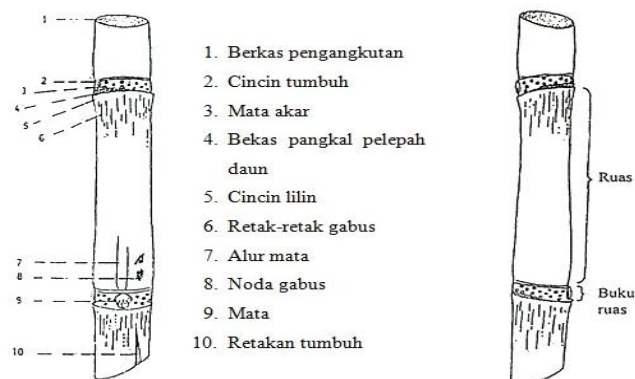 1
2
3
4
5
6
7
8
9
10
1. Berkas pengangkutan
2. Cincin tumbuh
3. Mata akar
4. Bekas pangkal pelepah
daun
5. Cincin lilin
6. Retak-retak gabus
7. Alur mata
8. Noda gabus
9. Mata
10. Retakan tumbuh
Ruas
Buku
ruas